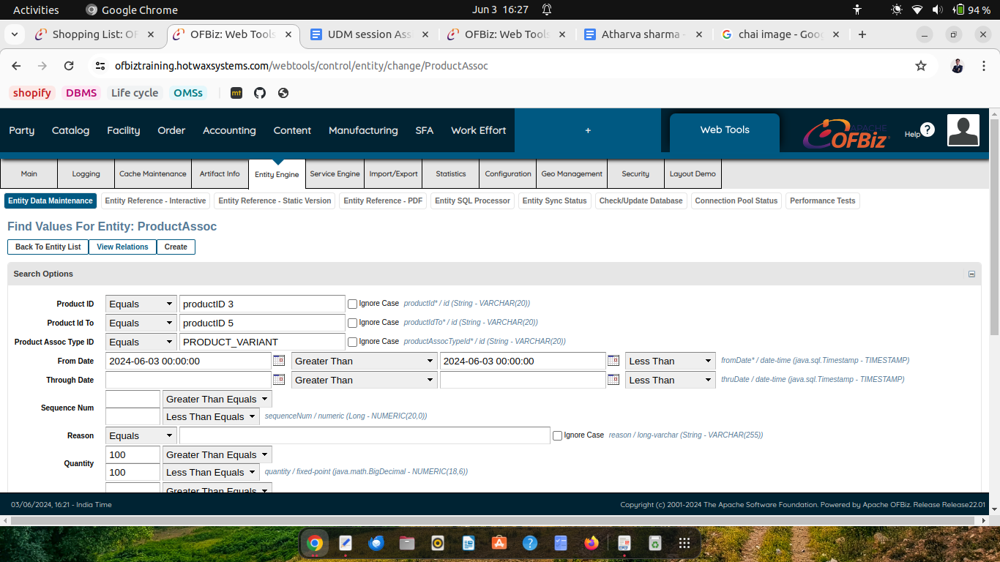 Activities Google Chrome Jun 3 16:27 94 %
Shopping List: OF OFBiz: Web Tools UDM session Ass OFBiz: Web Tools Atharva sharma - chai image - Goog
ofbiztraining.hotwaxsystems.com/webtools/control/entity/change/ProductAssoc
shopify DBMS Life cycle OMSs mt
Party Catalog Facility Order Accounting Content Manufacturing SFA Work Effort + Web Tools APACHE OFBiz Help ?
Main Logging Cache Maintenance Artifact Info Entity Engine Service Engine Import/Export Statistics Configuration Geo Management Security Layout Demo
Entity Data Maintenance Entity Reference - Interactive Entity Reference - Static Version Entity Reference - PDF Entity SQL Processor Entity Sync Status Check/Update Database Connection Pool Status Performance Tests
Find Values For Entity: ProductAssoc
Back To Entity List View Relations Create
Search Options
Product ID Equals productID 3 Ignore Case productId* / id (String - VARCHAR(20))
Product Id To Equals productID 5 Ignore Case productIdTo* / id (String - VARCHAR(20))
Product Assoc Type ID Equals PRODUCT_VARIANT Ignore Case productAssocTypeId* / id (String - VARCHAR(20))
From Date 2024-06-03 00:00:00 Greater Than 2024-06-03 00:00:00 Less Than fromDate* / date-time (java.sql.Timestamp - TIMESTAMP)
Through Date Greater Than Less Than thruDate / date-time (java.sql.Timestamp - TIMESTAMP)
Sequence Num Greater Than Equals
Less Than Equals sequenceNum / numeric (Long - NUMERIC(20,0))
Reason Equals Ignore Case reason / long-varchar (String - VARCHAR(255))
Quantity 100 Greater Than Equals
100 Less Than Equals quantity / fixed-point (java.math.BigDecimal - NUMERIC(18,6))
Greater Than Equals
03/06/2024, 16:21 - India Time Copyright (c) 2001-2024 The Apache Software Foundation. Powered by Apache OFBiz. Release Release22.01